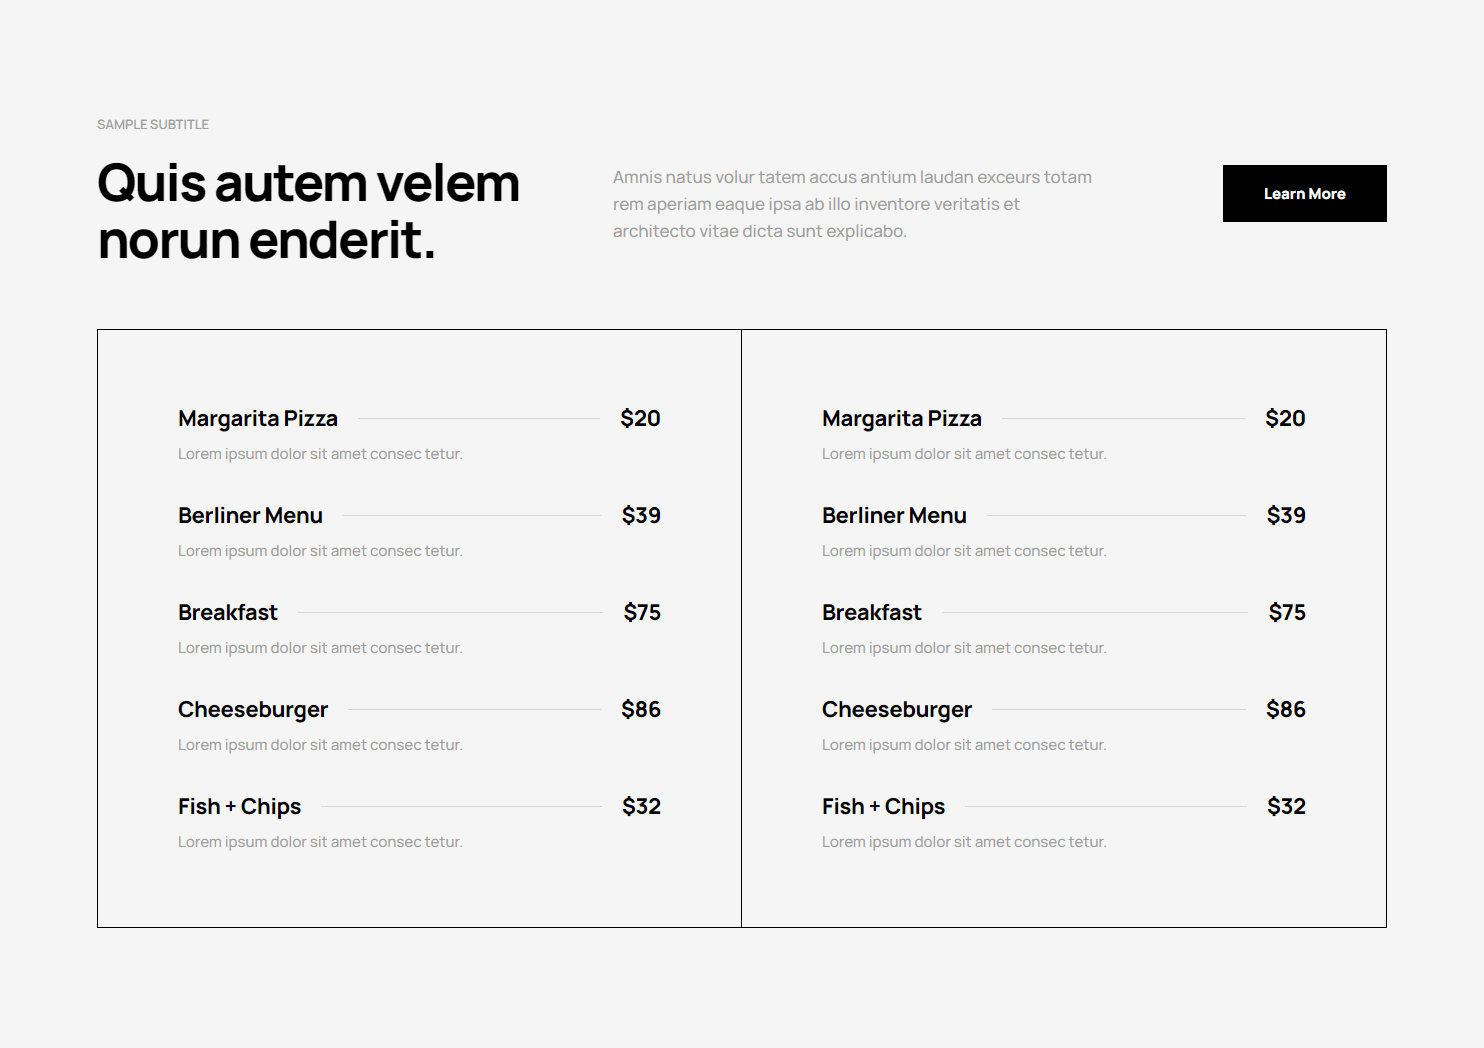 SAMPLE SUBTITLE
Quis autem velem
norun enderit.
Amnis natus volur tatem accus antium laudan exceurs totam
rem aperiam eaque ipsa ab illo inventore veritatis et
architecto vitae dicta sunt explicabo.
Learn More
Margarita Pizza $20
Lorem ipsum dolor sit amet consec tetur.
Berliner Menu $39
Lorem ipsum dolor sit amet consec tetur.
Breakfast $75
Lorem ipsum dolor sit amet consec tetur.
Cheeseburger $86
Lorem ipsum dolor sit amet consec tetur.
Fish + Chips $32
Lorem ipsum dolor sit amet consec tetur.
Margarita Pizza $20
Lorem ipsum dolor sit amet consec tetur.
Berliner Menu $39
Lorem ipsum dolor sit amet consec tetur.
Breakfast $75
Lorem ipsum dolor sit amet consec tetur.
Cheeseburger $86
Lorem ipsum dolor sit amet consec tetur.
Fish + Chips $32
Lorem ipsum dolor sit amet consec tetur.